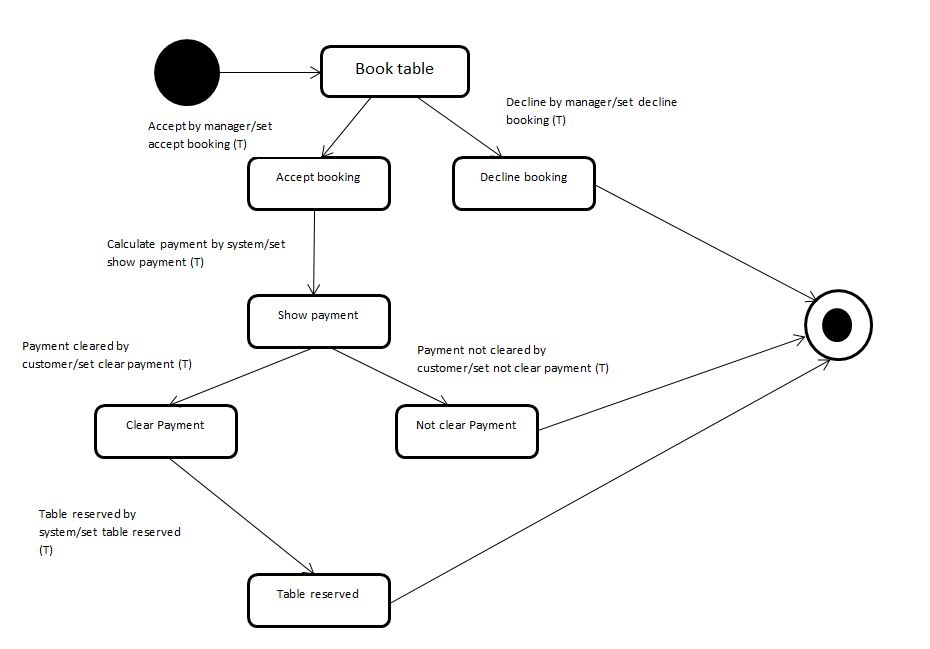 Book table
Decline by manager/set decline
booking (T)
Accept by manager/set
accept booking (T)
Accept booking
Decline booking
Calculate payment by system/set
show payment (T)
Show payment
Payment cleared by
customer/set clear payment (T)
Payment not cleared by
customer/set not clear payment (T)
Clear Payment
Not clear Payment
Table reserved by
system/set table reserved
(T)
Table reserved